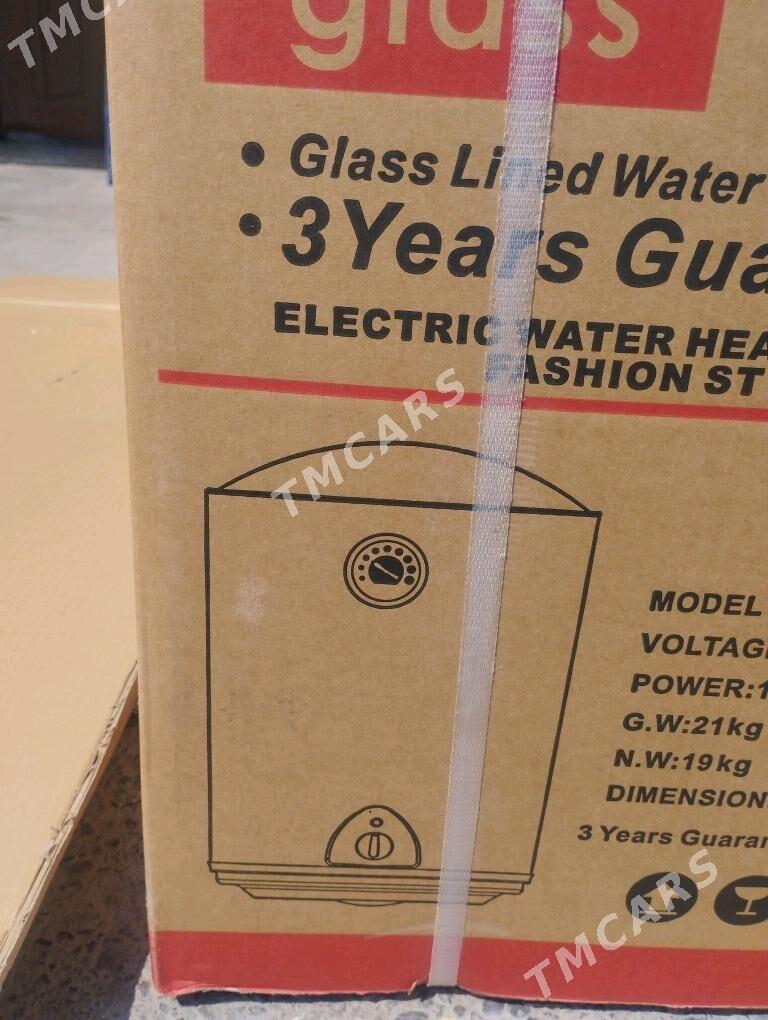 TMCARS
glass
• Glass Lined Water
• 3 Years Gua
ELECTRIC WATER HEA
FASHION ST
TMCARS
MODEL
VOLTAG
POWER:1
G.W:21kg
N.W:19kg
DIMENSION
3 Years Guaran
TMCARS